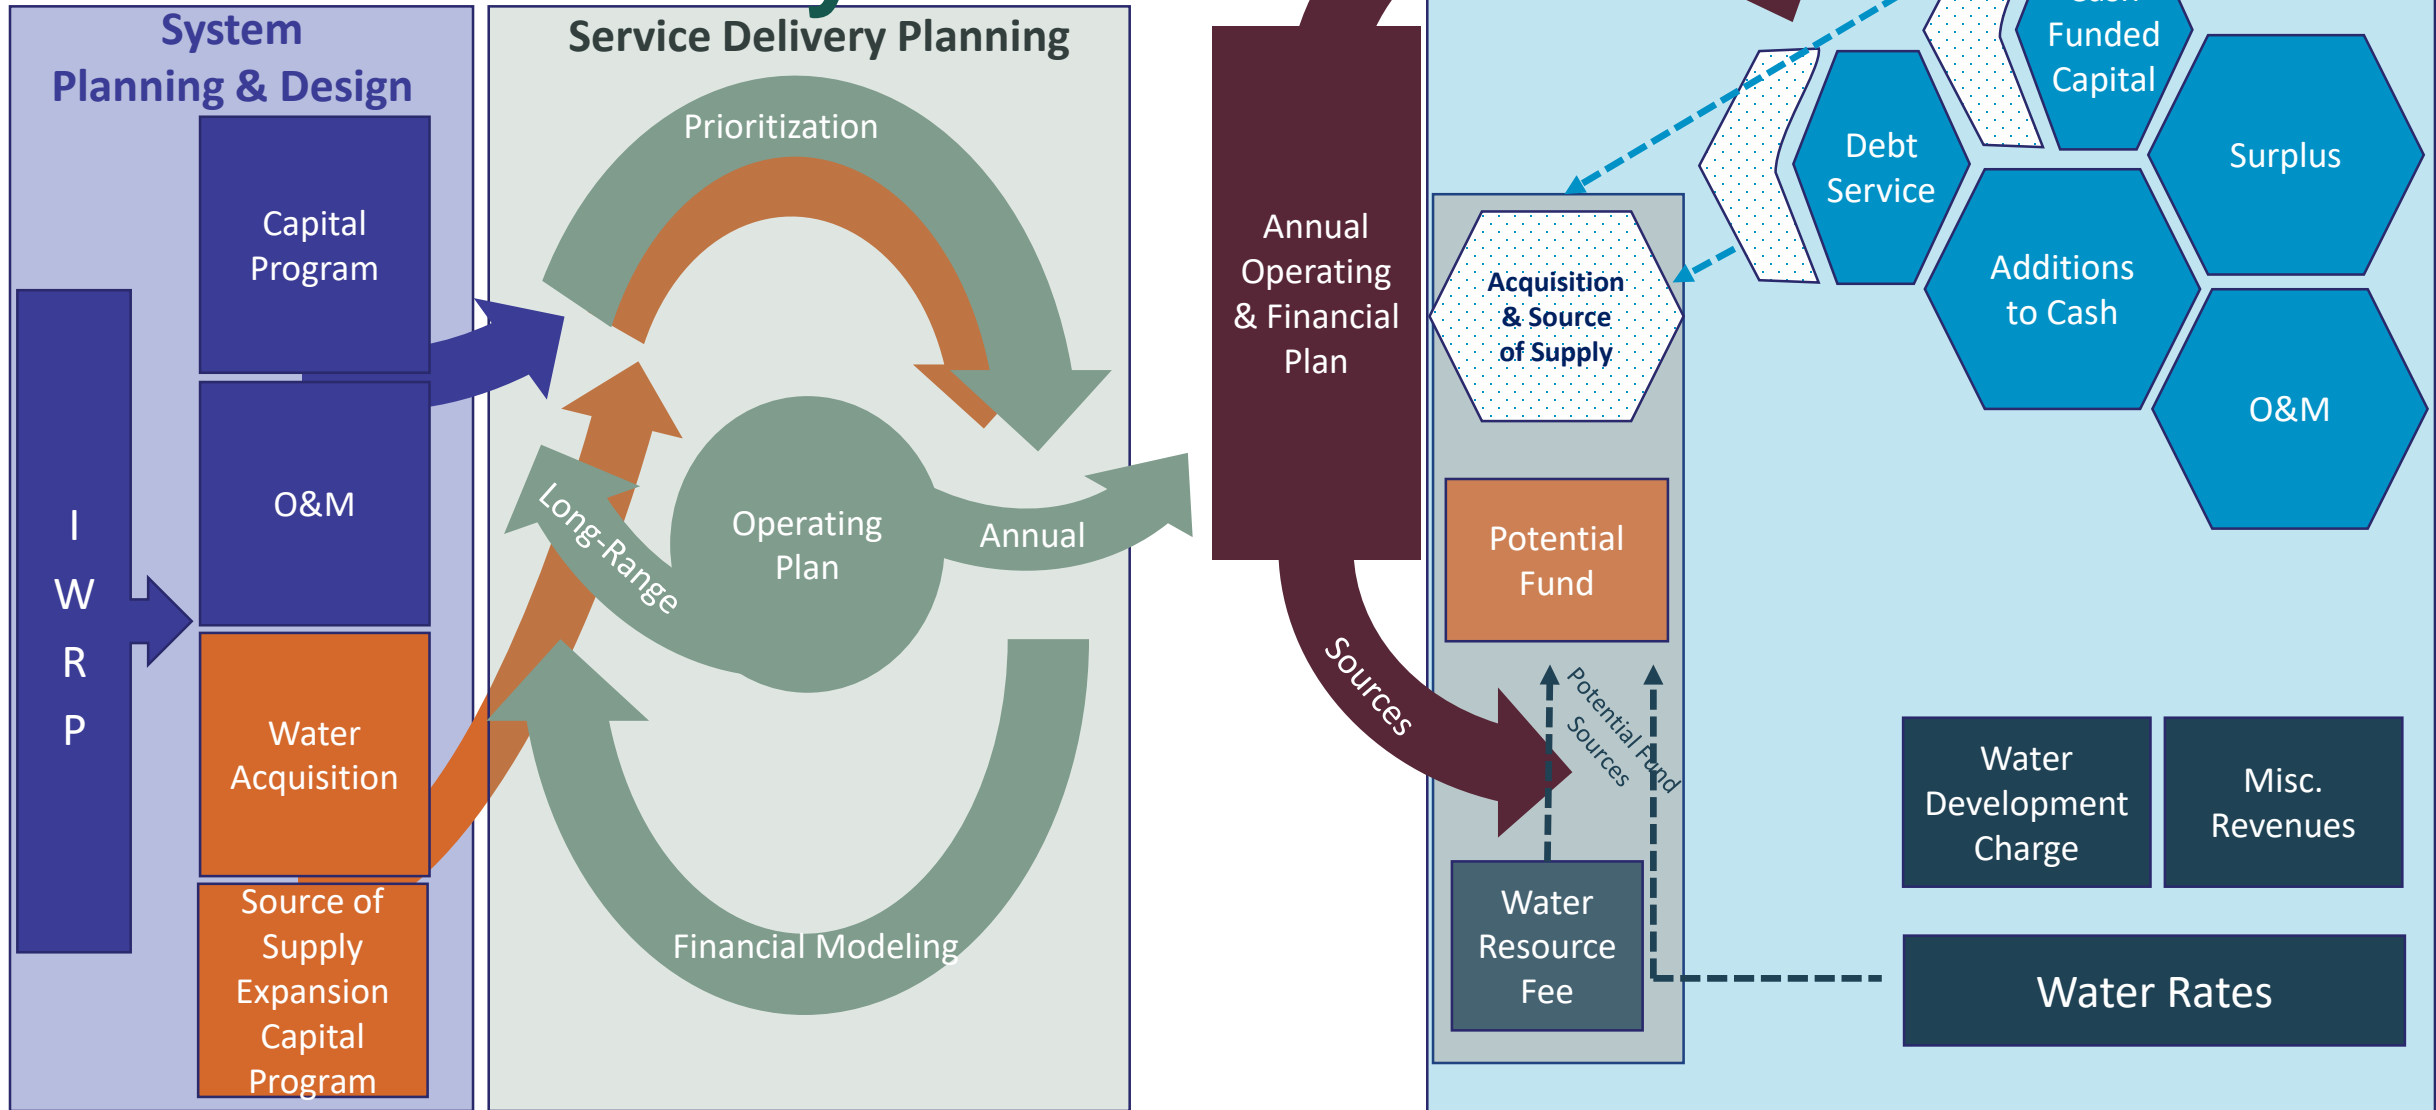 System
Planning & Design
Capital
Program
O&M
I
W
R
P
Water
Acquisition
Source of
Supply
Expansion
Capital
Program
Service Delivery Planning
Prioritization
Long-Range
Operating
Plan
Annual
Financial Modeling
Annual
Operating
& Financial
Plan
Sources
Acquisition
& Source
of Supply
Potential
Fund
Potential Fund
Sources
Water
Resource
Fee
Funded
Capital
Debt
Service
Surplus
Additions
to Cash
O&M
Water
Development
Charge
Misc.
Revenues
Water Rates